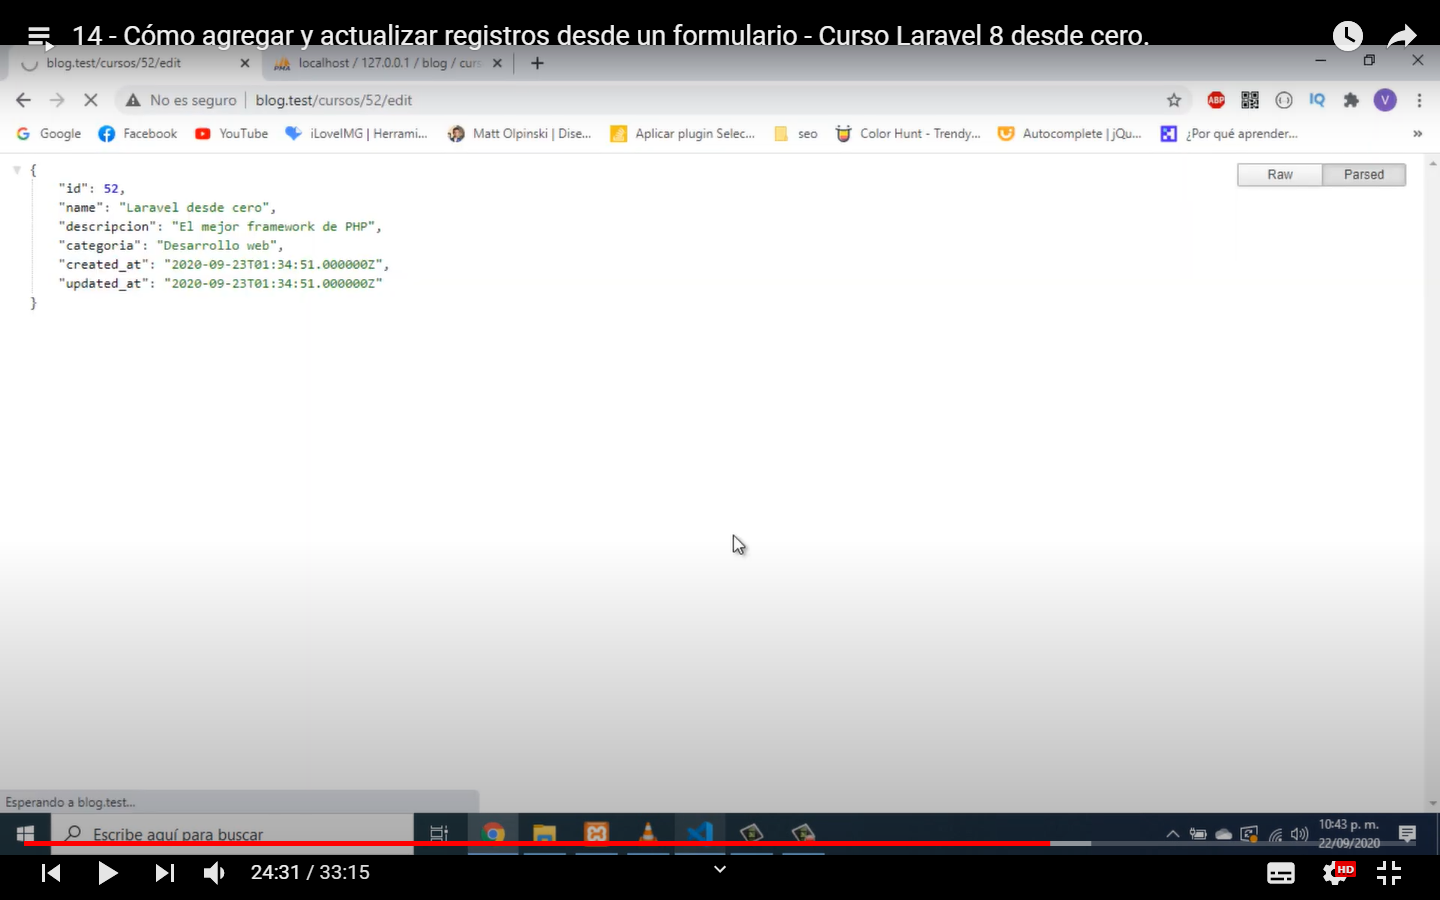 14 - Cómo agregar y actualizar registros desde un formulario - Curso Laravel 8 desde cero.
blog.test/cursos/52/edit
localhost / 127.0.0.1 / blog / curs
No es seguro
blog.test/cursos/52/edit
ABP
IQ
V
Google
Facebook
YouTube
iLoveIMG | Herrami...
Matt Olpinski | Dise...
Aplicar plugin Selec...
seo
Color Hunt - Trendy...
Autocomplete | jQu...
¿Por qué aprender...
»
Raw
Parsed
{
"id": 52,
"name": "Laravel desde cero",
"descripcion": "El mejor framework de PHP",
"categoria": "Desarrollo web",
"created_at": "2020-09-23T01:34:51.000000Z",
"updated_at": "2020-09-23T01:34:51.000000Z"
}
Esperando a blog.test...
Escribe aquí para buscar
10:43 p. m.
22/09/2020
24:31 / 33:15
HD